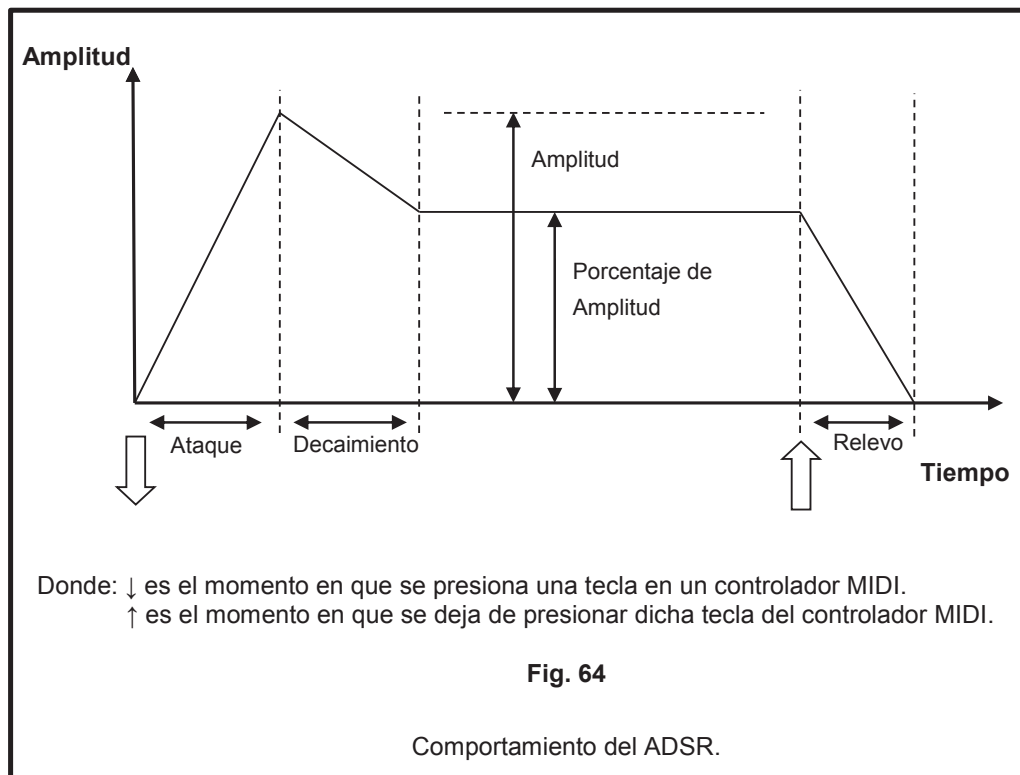 Amplitud
Amplitud
Porcentaje de
Amplitud
Ataque
Decaimiento
Relevo
Tiempo
Donde: ↓ es el momento en que se presiona una tecla en un controlador MIDI.
↑ es el momento en que se deja de presionar dicha tecla del controlador MIDI.
Fig. 64
Comportamiento del ADSR.